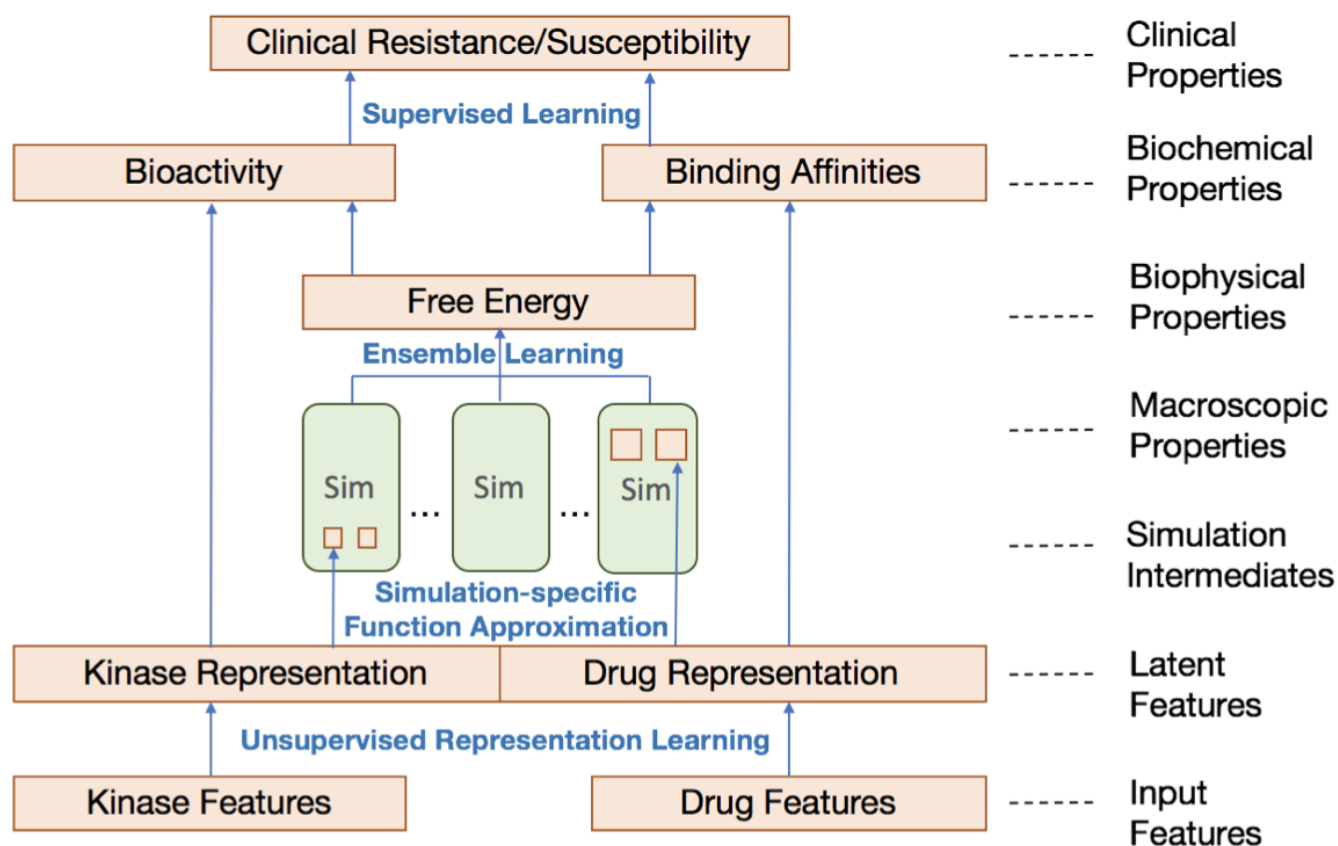 Clinical Resistance/Susceptibility
Clinical
Properties
Supervised Learning
Bioactivity
Binding Affinities
Biochemical
Properties
Free Energy
Biophysical
Properties
Ensemble Learning
Macroscopic
Properties
Sim
...
Sim
...
Sim
Simulation
Intermediates
Simulation-specific
Function Approximation
Kinase Representation
Drug Representation
Latent
Features
Unsupervised Representation Learning
Kinase Features
Drug Features
Input
Features